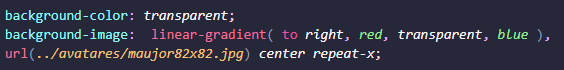 background-color: transparent;
background-image:  linear-gradient( to right, red, transparent, blue ),
url(../avatares/maujor82x82.jpg) center repeat-x;